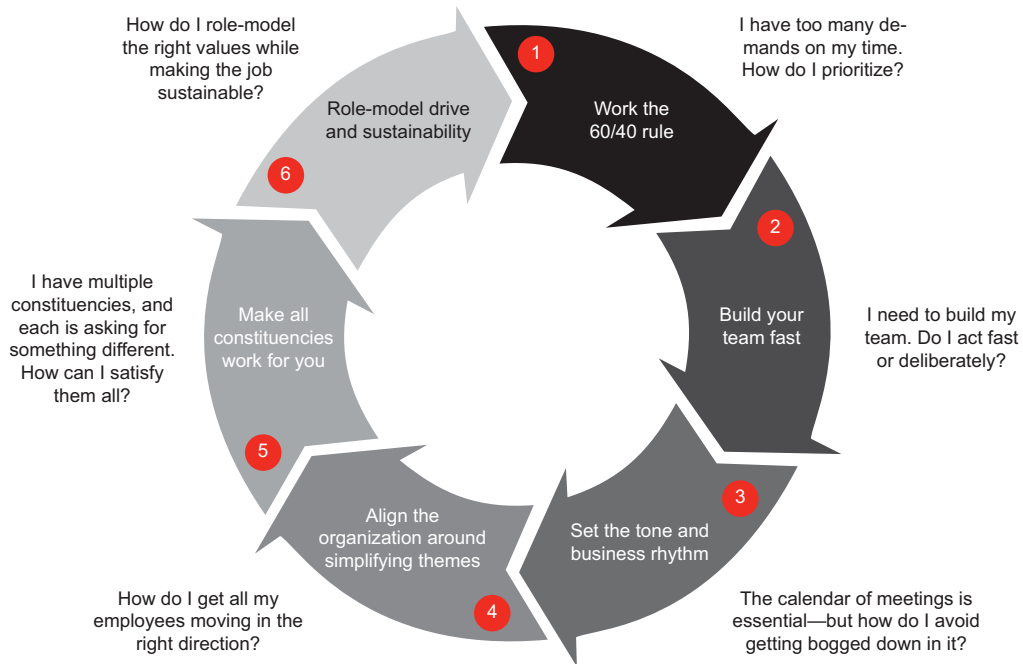 How do I role-model
the right values while
making the job
sustainable?
I have too many de-
mands on my time.
How do I prioritize?
1
Work the
60/40 rule
Role-model drive
and sustainability
6
2
Build your
team fast
I need to build my
team. Do I act fast
or deliberately?
I have multiple
constituencies, and
each is asking for
something different.
How can I satisfy
them all?
Make all
constituencies
work for you
5
3
Set the tone and
business rhythm
Align the
organization around
simplifying themes
4
How do I get all my
employees moving in the
right direction?
The calendar of meetings is
essential—but how do I avoid
getting bogged down in it?